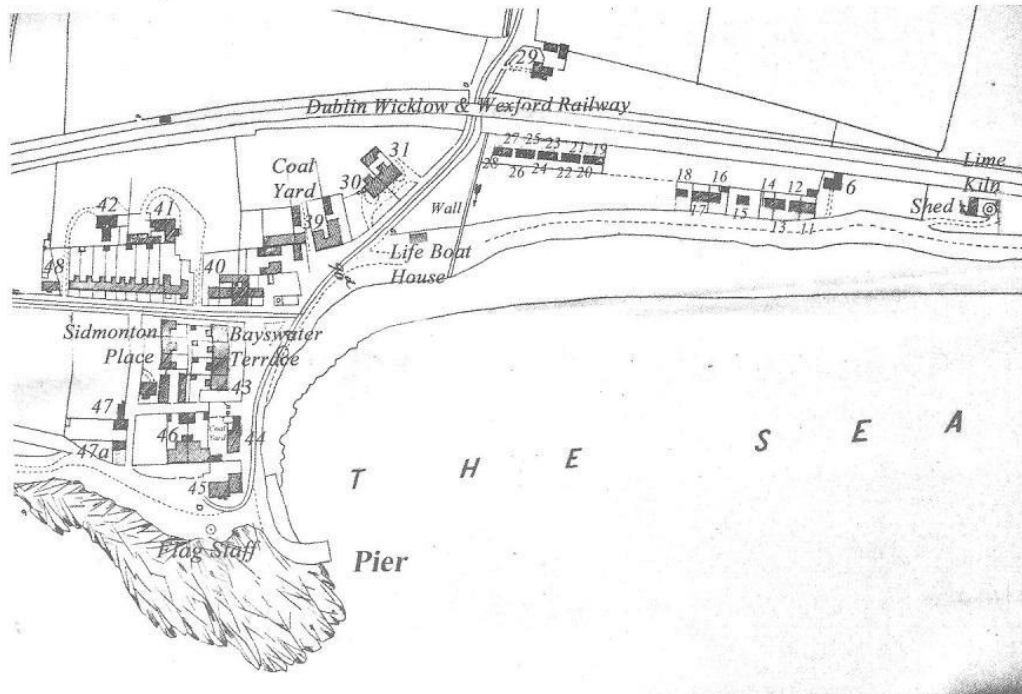 29
Dublin Wicklow & Wexford Railway
31
27 25 23 21 19
28 26 24 22 20
Lime
Kiln
Coal
Yard
30
18 16 14 12 6
17 15 13 11
Shed
42 41
39
Wall
Life Boat
House
48
40
Sidmonton
Place
Bayswater
Terrace
43
47
46
Coal
Yard
44
47a
45
THE SEA
Flag Staff
Pier